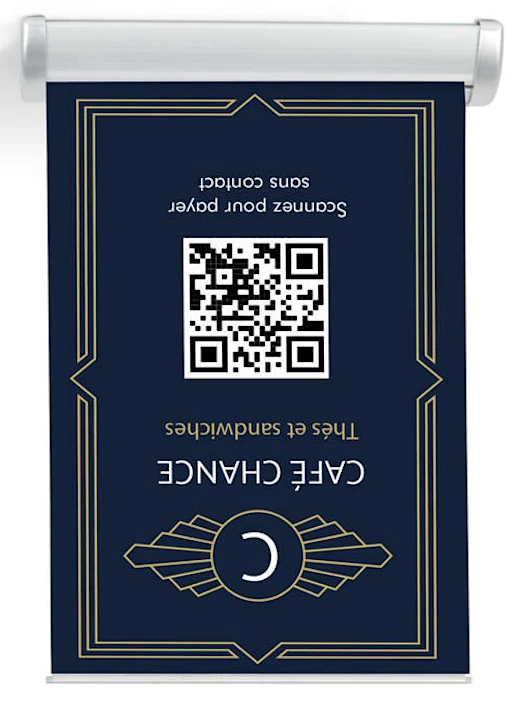 C
CAFÉ CHANCE
Thés et sandwiches
Scannez pour payer
sans contact